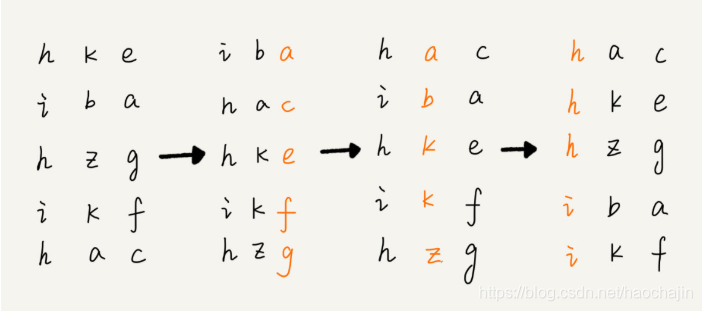 h k e i b a h a c h a c
i b a h a c i b a h k e
h z g h k e h k e h z g
i k f i k f i k f i b a
h a c h z g h z g i k f
https://blog.csdn.net/haochajin